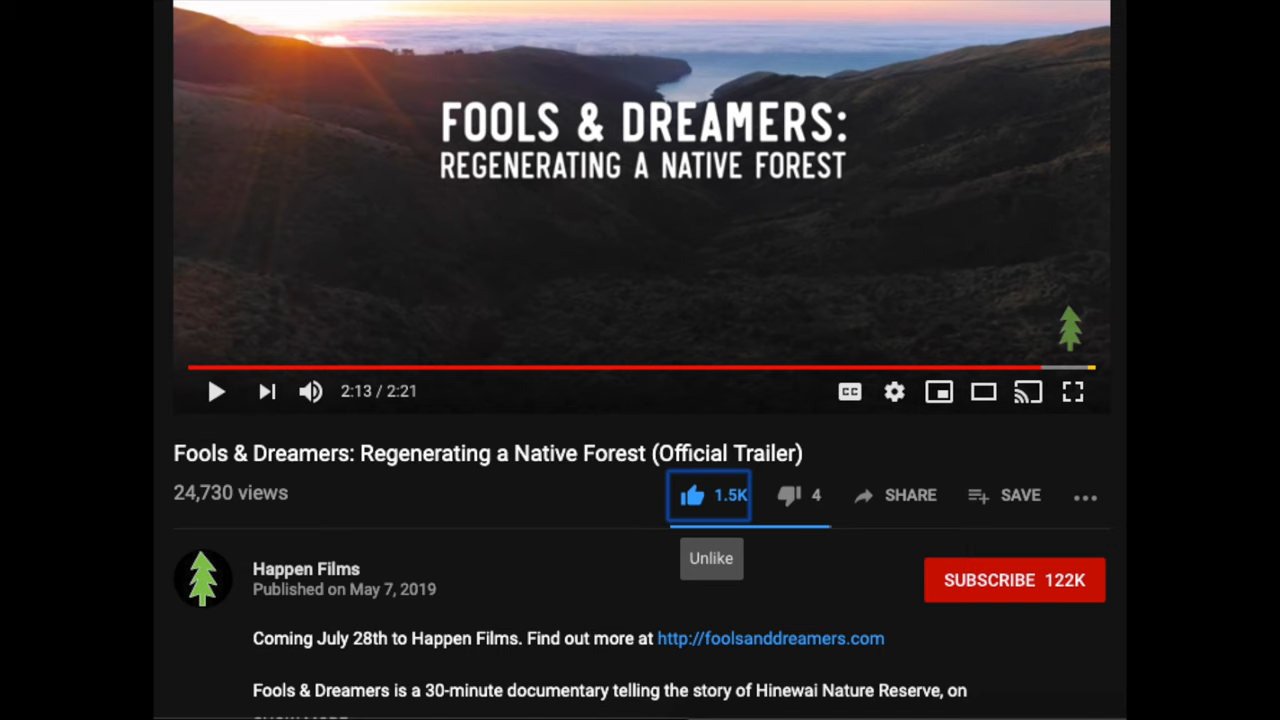 FOOLS & DREAMERS:
REGENERATING A NATIVE FOREST
2:13 / 2:21
CC
Fools & Dreamers: Regenerating a Native Forest (Official Trailer)
24,730 views
1.5K
4
SHARE
SAVE
Unlike
Happen Films
Published on May 7, 2019
SUBSCRIBE 122K
Coming July 28th to Happen Films. Find out more at http://foolsanddreamers.com
Fools & Dreamers is a 30-minute documentary telling the story of Hinewai Nature Reserve, on